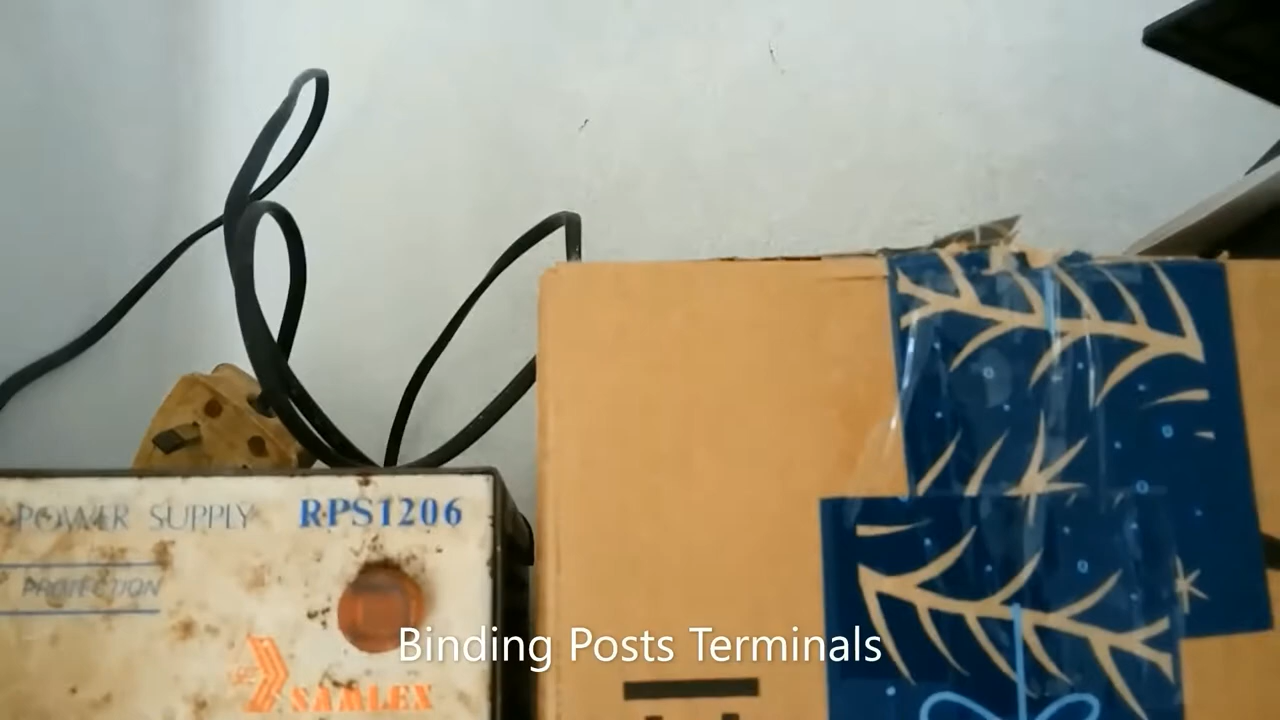 POWER SUPPLY RPS1206
PROTECTION
SAMLEX
Binding Posts Terminals